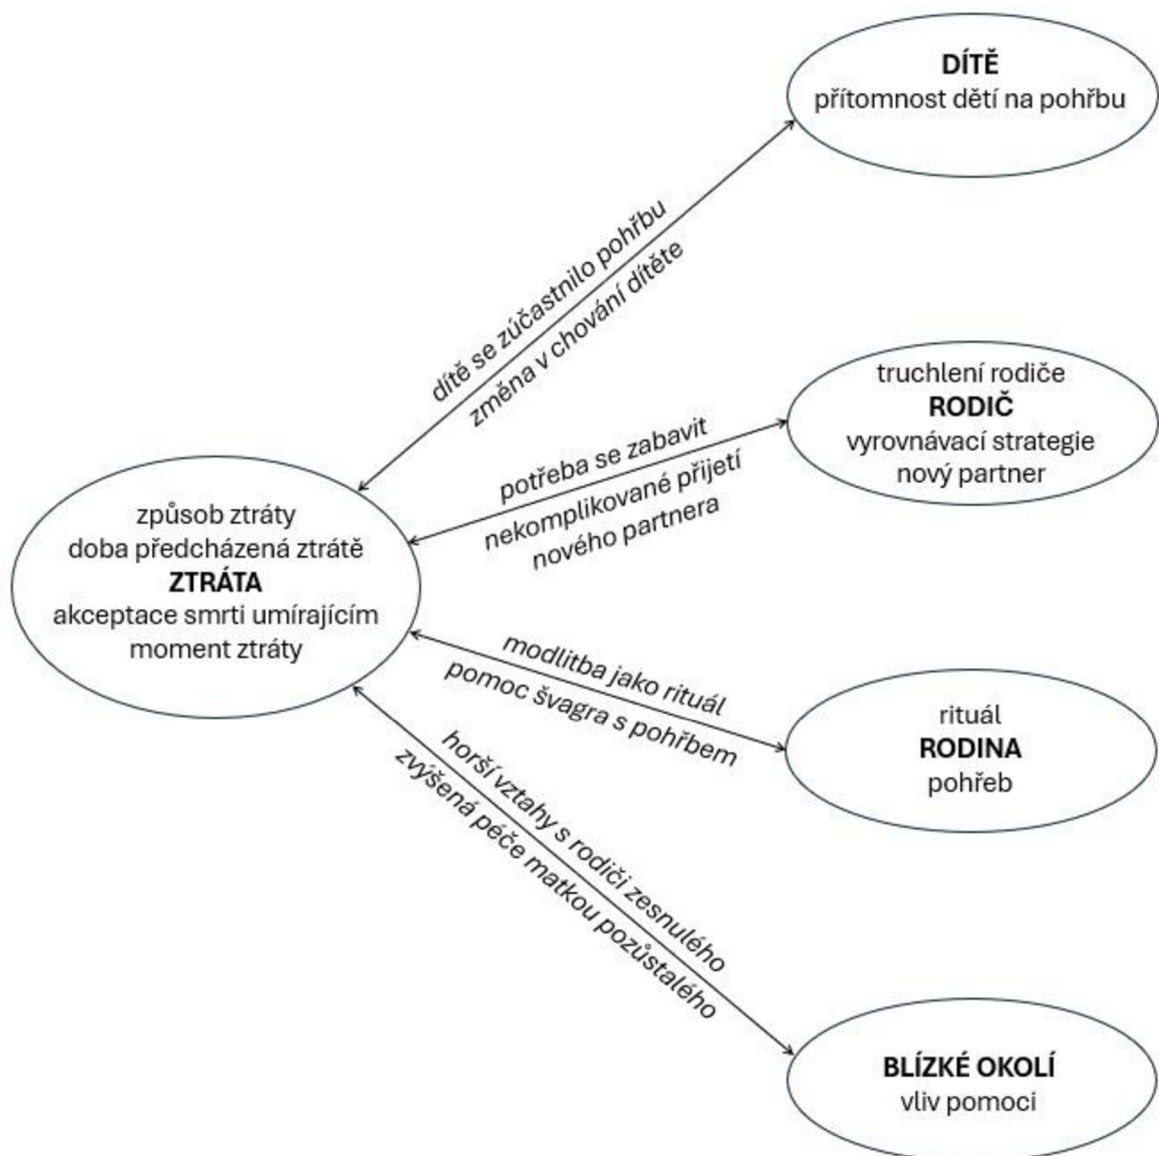 DÍTĚ
přítomnost dětí na pohřbu
dítě se zúčastnilo pohřbu
změna v chování dítěte
truchlení rodiče
RODIČ
vyrovnávací strategie
nový partner
potřeba se zabavit
nekomplikované přijetí
nového partnera
způsob ztráty
doba předcházená ztrátě
ZTRÁTA
akceptace smrti umírajícím
moment ztráty
modlitba jako rituál
pomoc švagra s pohřbem
rituál
RODINA
pohřeb
horší vztahy s rodiči zesnulého
zvýšená péče matkou pozůstalého
BLÍZKÉ OKOLÍ
vliv pomoci